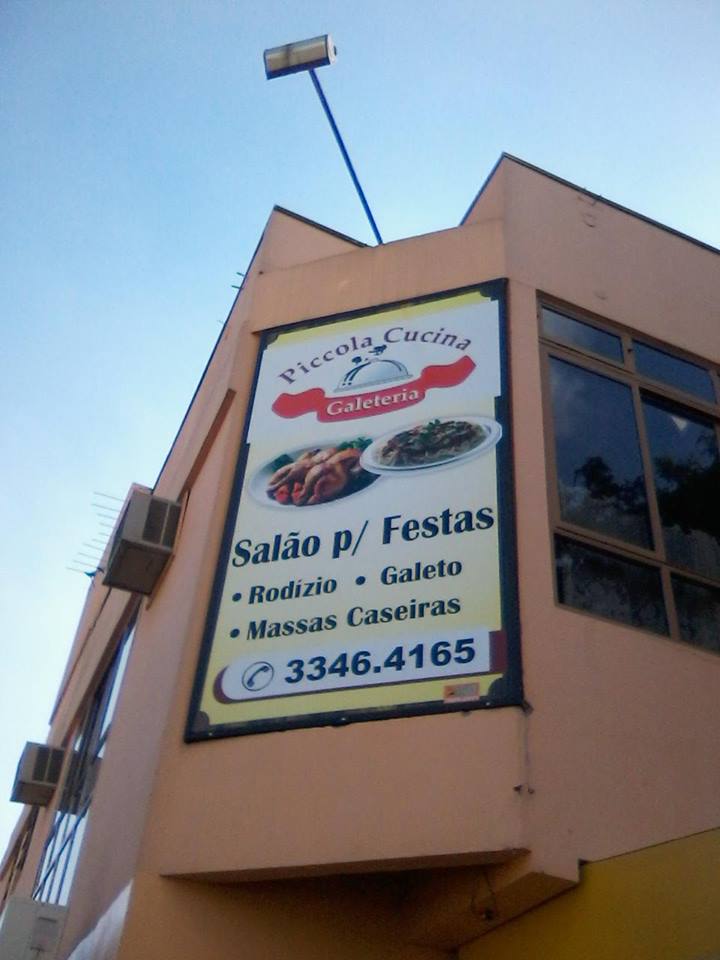 Piccola Cucina
Galeteria
Salão p/ Festas
• Rodízio • Galeto
• Massas Caseiras
3346.4165